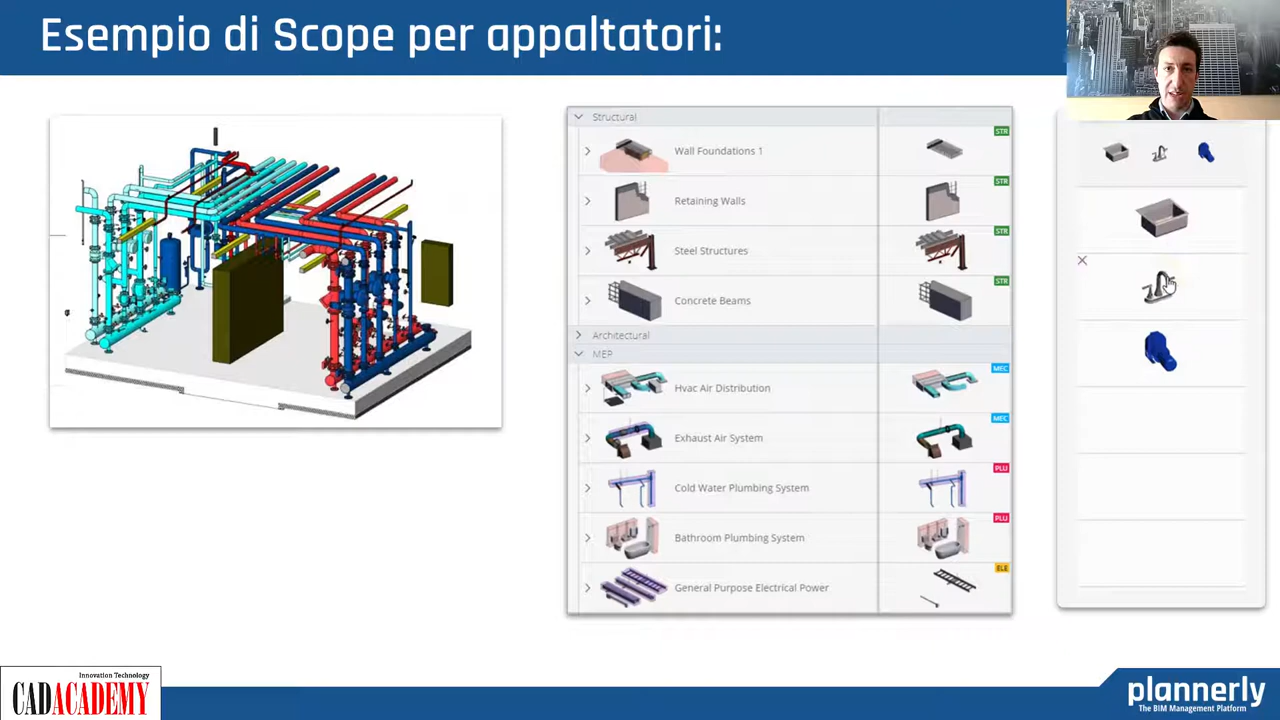 Esempio di Scope per appaltatori:
Structural
Wall Foundations 1
STR
Retaining Walls
STR
Steel Structures
STR
Concrete Beams
STR
Architectural
MEP
Hvac Air Distribution
MEC
Exhaust Air System
MEC
Cold Water Plumbing System
PLU
Bathroom Plumbing System
PLU
General Purpose Electrical Power
ELE
Innovation Technology
CADACADEMY
plannerly
The BIM Management Platform